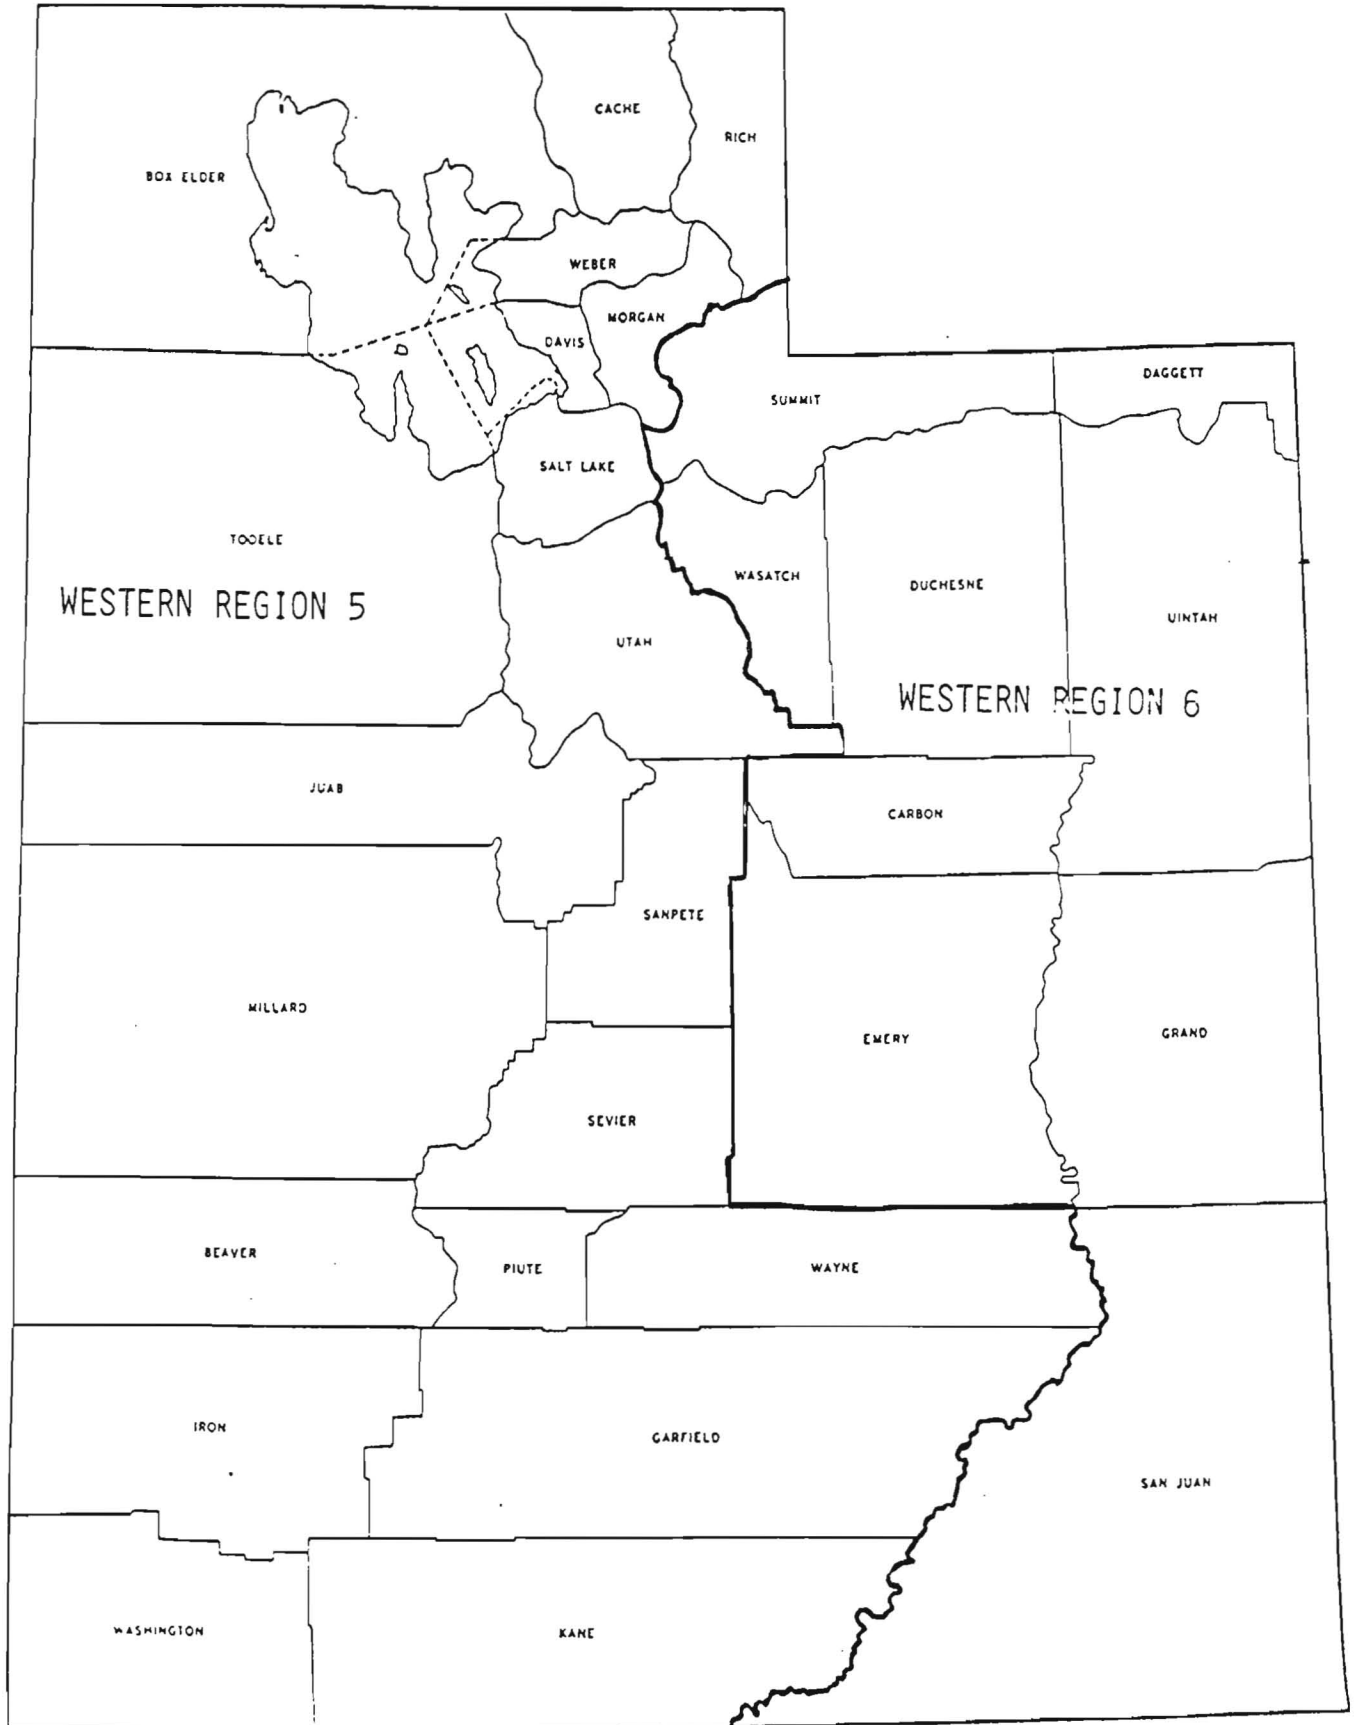 CACHE
RICH
BOX ELDER
WEBER
MORGAN
DAVIS
DAGGETT
SUMMIT
SALT LAKE
TOOELE
WASATCH
DUCHESNE
UINTAH
WESTERN REGION 5
UTAH
WESTERN REGION 6
JUAB
CARBON
SANPETE
MILLARD
EMERY
GRAND
SEVIER
BEAVER
PIUTE
WAYNE
IRON
GARFIELD
SAN JUAN
WASHINGTON
KANE